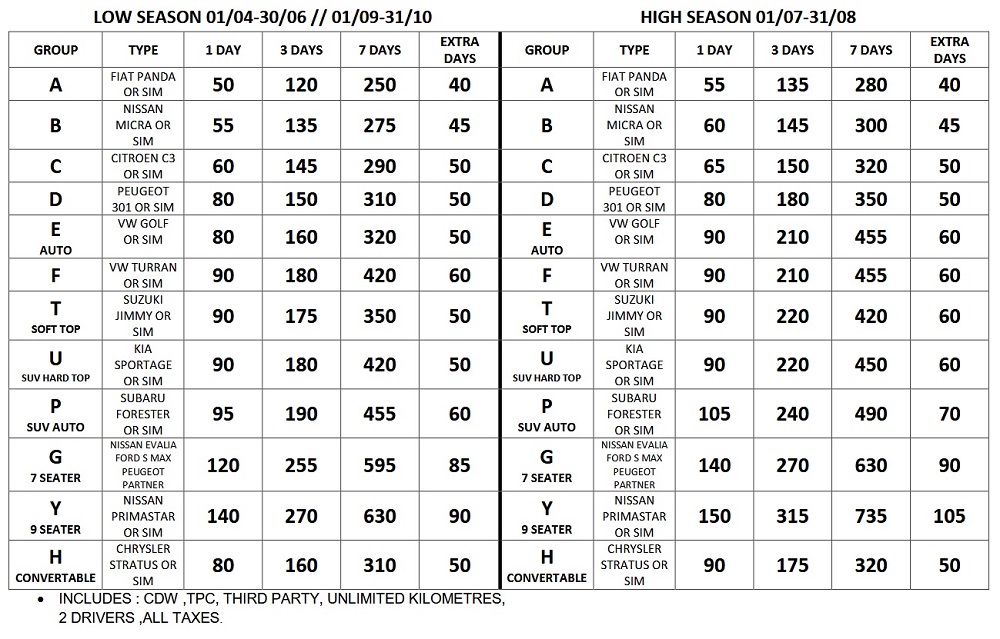 LOW SEASON 01/04-30/06 // 01/09-31/10 HIGH SEASON 01/07-31/08
GROUP TYPE 1 DAY 3 DAYS 7 DAYS EXTRA DAYS GROUP TYPE 1 DAY 3 DAYS 7 DAYS EXTRA DAYS
A FIAT PANDA OR SIM 50 120 250 40 A FIAT PANDA OR SIM 55 135 280 40
B NISSAN MICRA OR SIM 55 135 275 45 B NISSAN MICRA OR SIM 60 145 300 45
C CITROEN C3 OR SIM 60 145 290 50 C CITROEN C3 OR SIM 65 150 320 50
D PEUGEOT 301 OR SIM 80 150 310 50 D PEUGEOT 301 OR SIM 80 180 350 50
E AUTO VW GOLF OR SIM 80 160 320 50 E AUTO VW GOLF OR SIM 90 210 455 60
F VW TURRAN OR SIM 90 180 420 60 F VW TURRAN OR SIM 90 210 455 60
T SOFT TOP SUZUKI JIMMY OR SIM 90 175 350 50 T SOFT TOP SUZUKI JIMMY OR SIM 90 220 420 60
U SUV HARD TOP KIA SPORTAGE OR SIM 90 180 420 50 U SUV HARD TOP KIA SPORTAGE OR SIM 90 220 450 60
P SUV AUTO SUBARU FORESTER OR SIM 95 190 455 60 P SUV AUTO SUBARU FORESTER OR SIM 105 240 490 70
G 7 SEATER NISSAN EVALIA FORD S MAX PEUGEOT PARTNER 120 255 595 85 G 7 SEATER NISSAN EVALIA FORD S MAX PEUGEOT PARTNER 140 270 630 90
Y 9 SEATER NISSAN PRIMASTAR OR SIM 140 270 630 90 Y 9 SEATER NISSAN PRIMASTAR OR SIM 150 315 735 105
H CONVERTABLE CHRYSLER STRATUS OR SIM 80 160 310 50 H CONVERTABLE CHRYSLER STRATUS OR SIM 90 175 320 50
• INCLUDES : CDW ,TPC, THIRD PARTY, UNLIMITED KILOMETRES,
2 DRIVERS ,ALL TAXES.